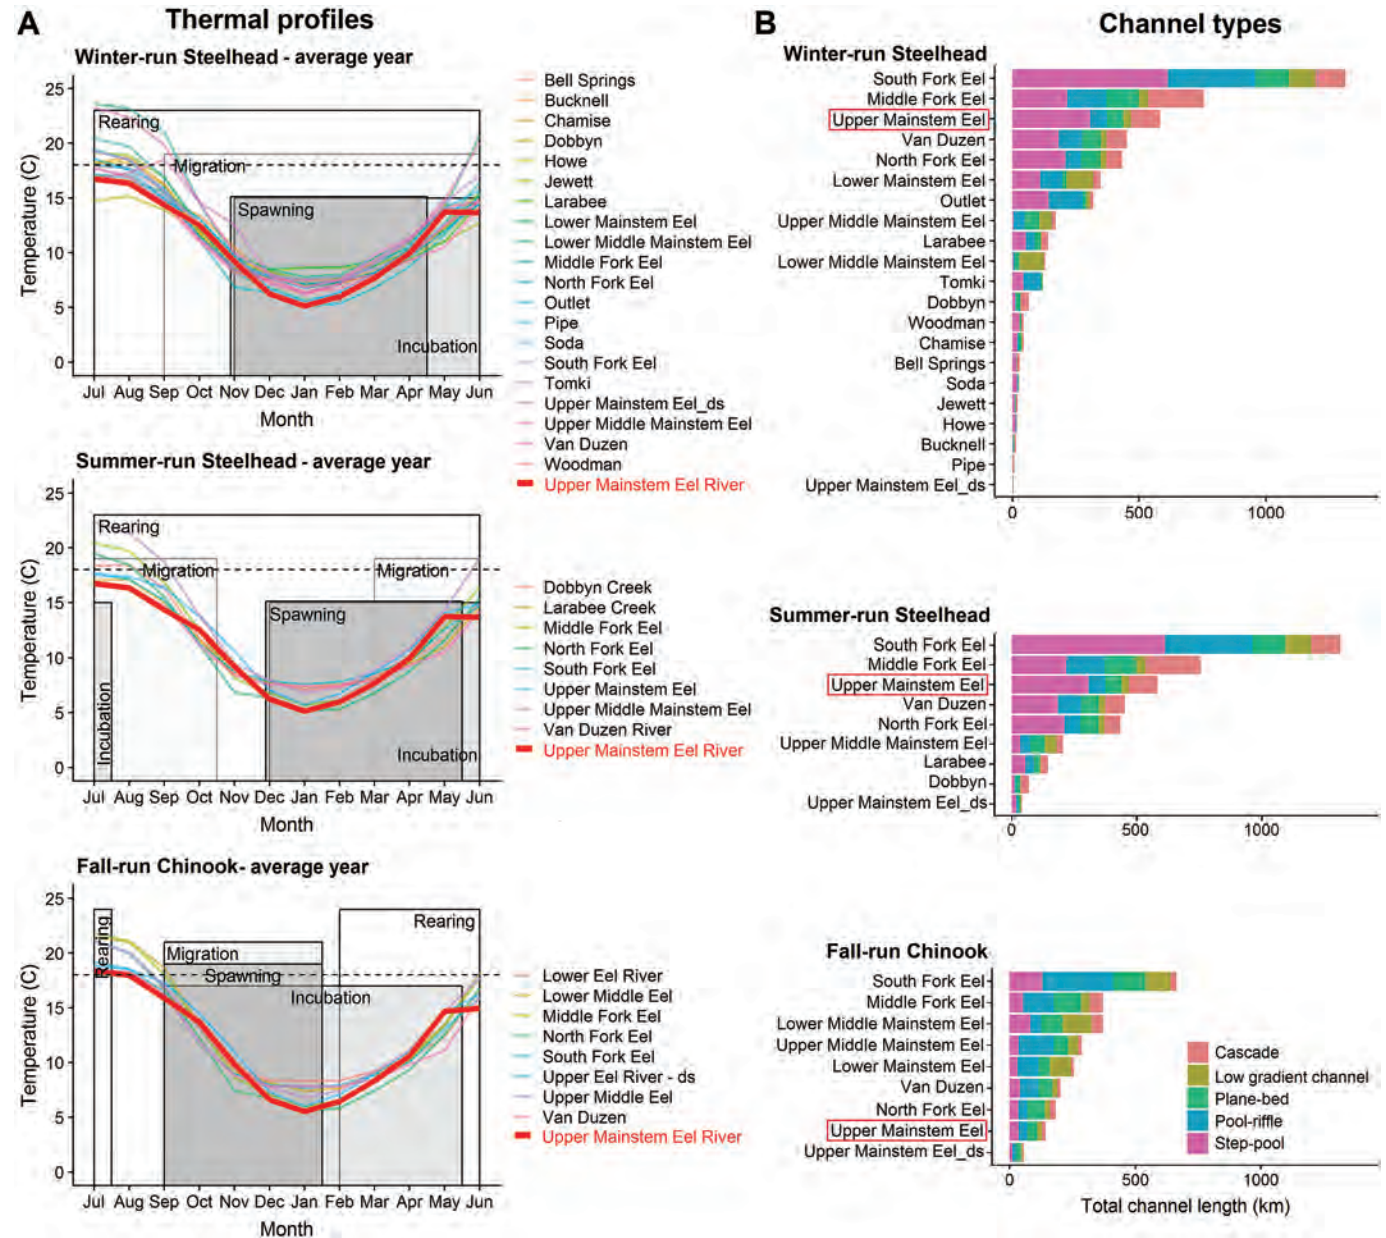 A
Thermal profiles
Winter-run Steelhead - average year
25
20
15
10
5
0
Temperature (C)
Rearing
Migration
Spawning
Incubation
Jul Aug Sep Oct Nov Dec Jan Feb Mar Apr May Jun
Month
Bell Springs
Bucknell
Chamise
Dobbyn
Howe
Jewett
Larabee
Lower Mainstem Eel
Lower Middle Mainstem Eel
Middle Fork Eel
North Fork Eel
Outlet
Pipe
Soda
South Fork Eel
Tomki
Upper Mainstem Eel_ds
Upper Middle Mainstem Eel
Van Duzen
Woodman
Upper Mainstem Eel River
Summer-run Steelhead - average year
25
20
15
10
5
0
Temperature (C)
Rearing
Migration
Migration
Spawning
Incubation
Incubation
Jul Aug Sep Oct Nov Dec Jan Feb Mar Apr May Jun
Month
Dobbyn Creek
Larabee Creek
Middle Fork Eel
North Fork Eel
South Fork Eel
Upper Mainstem Eel
Upper Middle Mainstem Eel
Van Duzen River
Upper Mainstem Eel River
Fall-run Chinook- average year
25
20
15
10
5
0
Temperature (C)
Rearing
Migration
Spawning
Incubation
Rearing
Jul Aug Sep Oct Nov Dec Jan Feb Mar Apr May Jun
Month
Lower Eel River
Lower Middle Eel
Middle Fork Eel
North Fork Eel
South Fork Eel
Upper Eel River - ds
Upper Middle Eel
Van Duzen
Upper Mainstem Eel River
B
Channel types
Winter-run Steelhead
South Fork Eel
Middle Fork Eel
Upper Mainstem Eel
Van Duzen
North Fork Eel
Lower Mainstem Eel
Outlet
Upper Middle Mainstem Eel
Larabee
Lower Middle Mainstem Eel
Tomki
Dobbyn
Woodman
Chamise
Bell Springs
Soda
Jewett
Howe
Bucknell
Pipe
Upper Mainstem Eel_ds
0 500 1000
Summer-run Steelhead
South Fork Eel
Middle Fork Eel
Upper Mainstem Eel
Van Duzen
North Fork Eel
Upper Middle Mainstem Eel
Larabee
Dobbyn
Upper Mainstem Eel_ds
0 500 1000
Fall-run Chinook
South Fork Eel
Middle Fork Eel
Lower Middle Mainstem Eel
Upper Middle Mainstem Eel
Lower Mainstem Eel
Van Duzen
North Fork Eel
Upper Mainstem Eel
Upper Mainstem Eel_ds
0 500 1000
Total channel length (km)
Cascade
Low gradient channel
Plane-bed
Pool-riffle
Step-pool